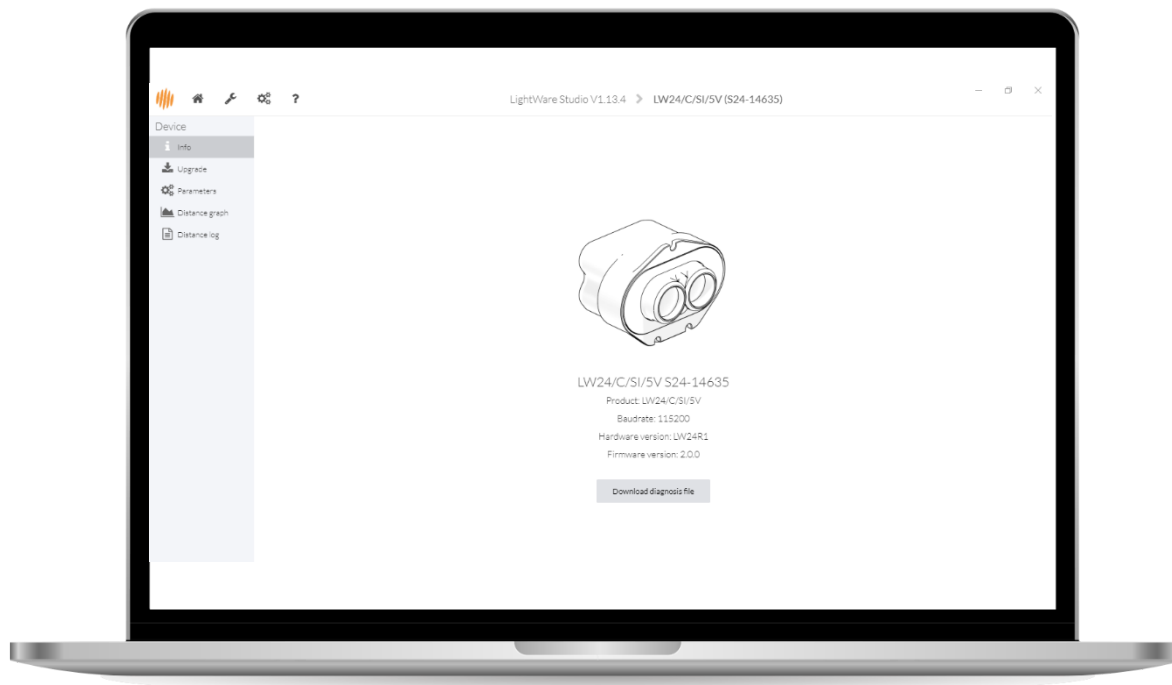 ?
LightWare Studio V1.13.4 > LW24/C/SI/5V (S24-14635)
Device
Info
Upgrade
Parameters
Distance graph
Distance log
LW24/C/SI/5V S24-14635
Product: LW24/C/SI/5V
Baudrate: 115200
Hardware version: LW24R1
Firmware version: 2.0.0
Download diagnosis file